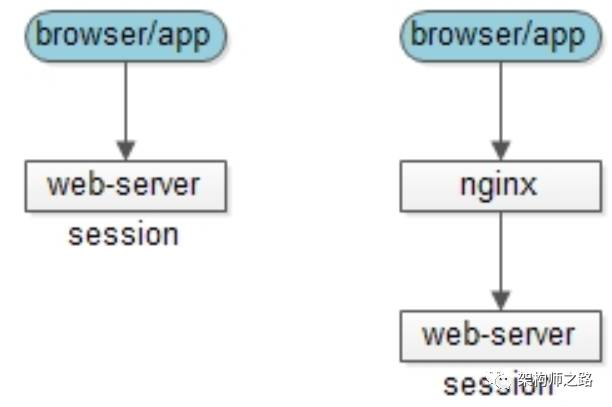 browser/app
web-server
session
browser/app
nginx
web-server
session
架构师之路